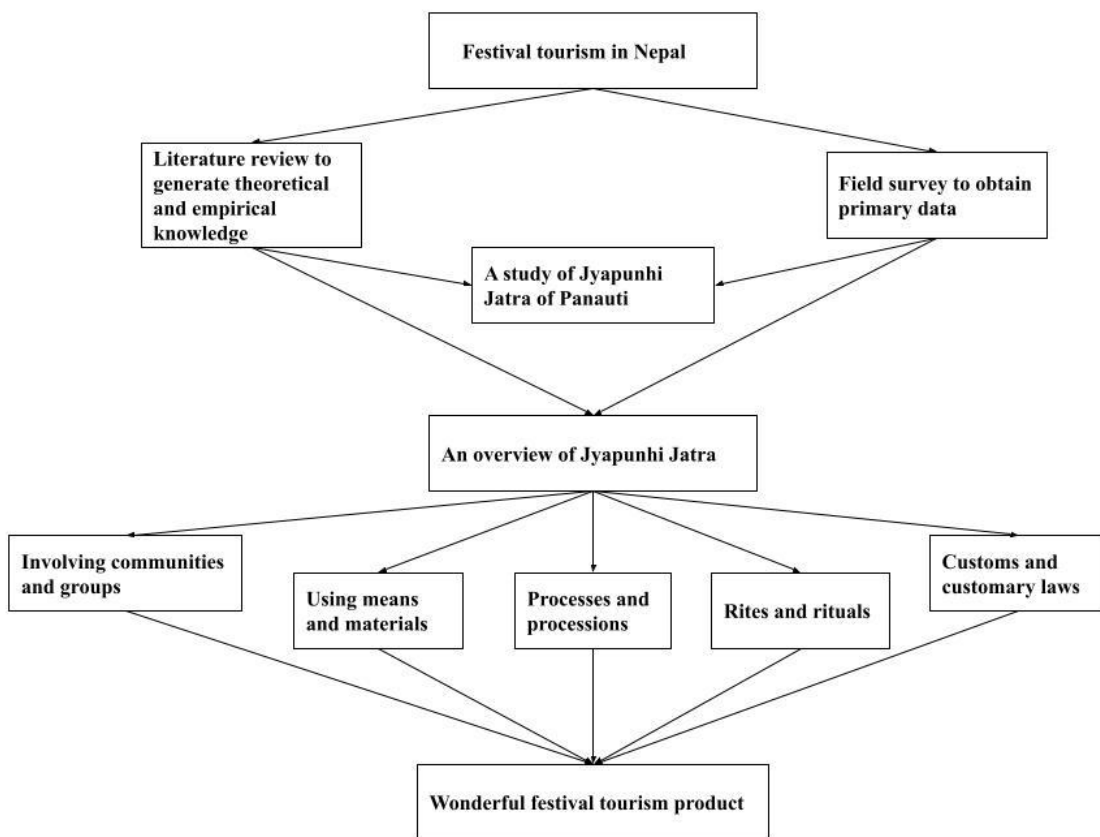 Festival tourism in Nepal
Literature review to
generate theoretical
and empirical
knowledge
Field survey to obtain
primary data
A study of Jyapunhi
Jatra of Panauti
An overview of Jyapunhi Jatra
Involving communities
and groups
Using means
and materials
Processes and
processions
Rites and rituals
Customs and
customary laws
Wonderful festival tourism product